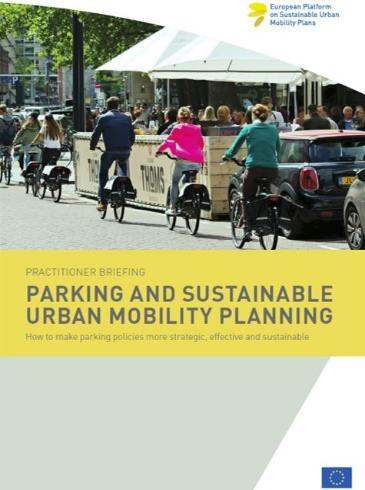 European Platform
on Sustainable Urban
Mobility Plans
THOMS
THOMS
PRACTITIONER BRIEFING
PARKING AND SUSTAINABLE
URBAN MOBILITY PLANNING
How to make parking policies more strategic, effective and sustainable